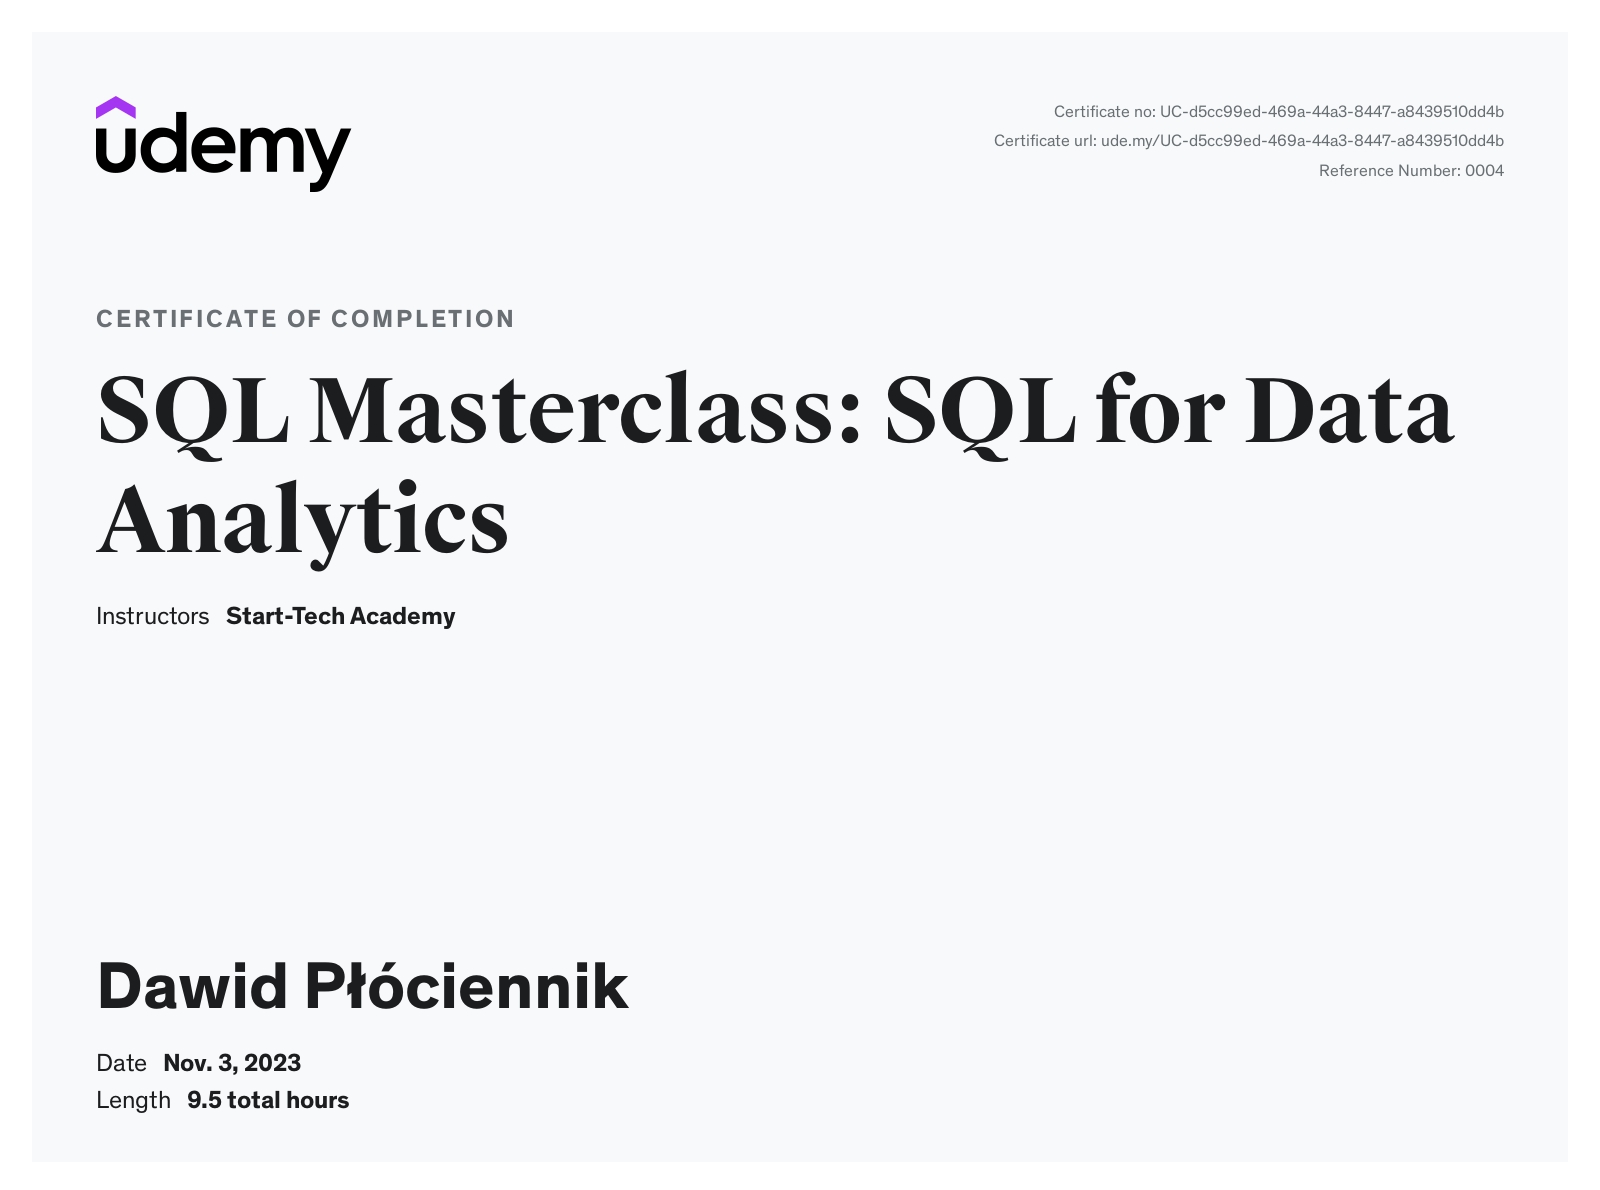 udemy
Certificate no: UC-d5cc99ed-469a-44a3-8447-a8439510dd4b
Certificate url: ude.my/UC-d5cc99ed-469a-44a3-8447-a8439510dd4b
Reference Number: 0004
CERTIFICATE OF COMPLETION
SQL Masterclass: SQL for Data
Analytics
Instructors Start-Tech Academy
Dawid Płóciennik
Date Nov. 3, 2023
Length 9.5 total hours